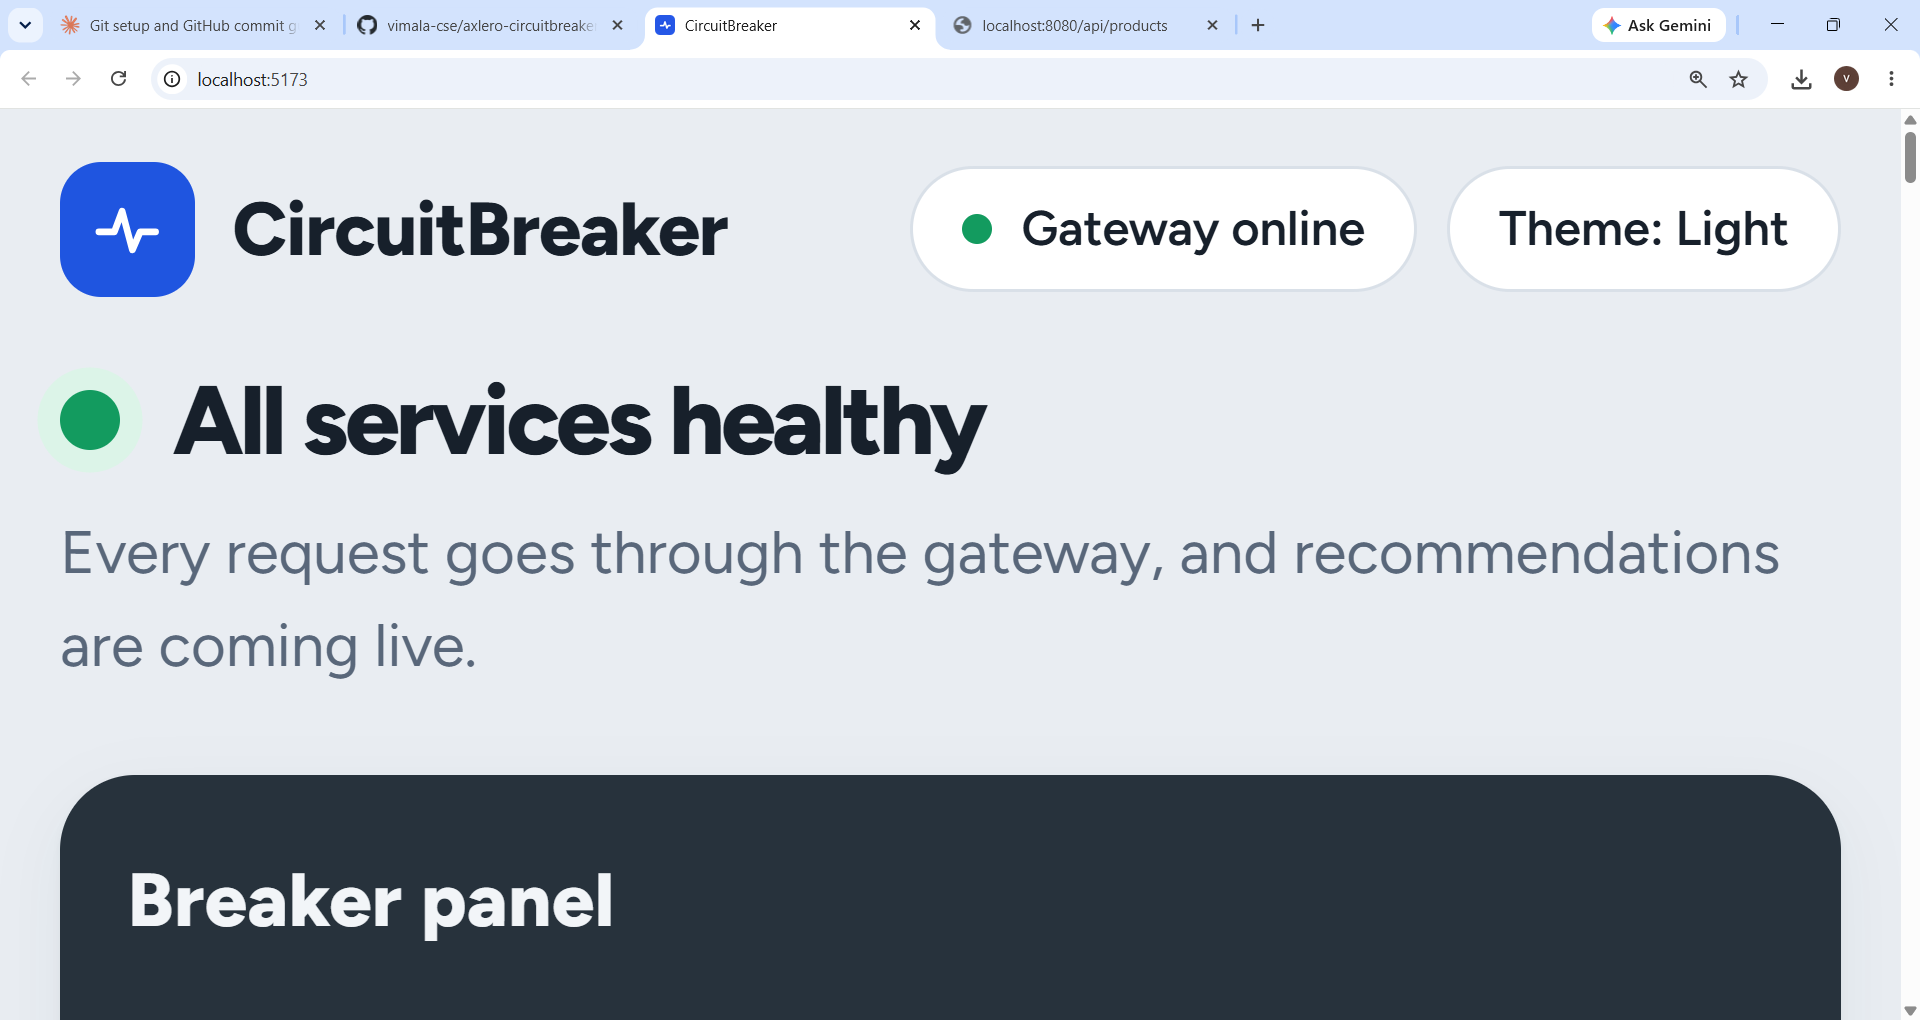 Git setup and GitHub commit g
vimala-cse/axlero-circuitbreake
CircuitBreaker
localhost:8080/api/products
Ask Gemini
localhost:5173
V
CircuitBreaker
Gateway online
Theme: Light
All services healthy
Every request goes through the gateway, and recommendations
are coming live.
Breaker panel